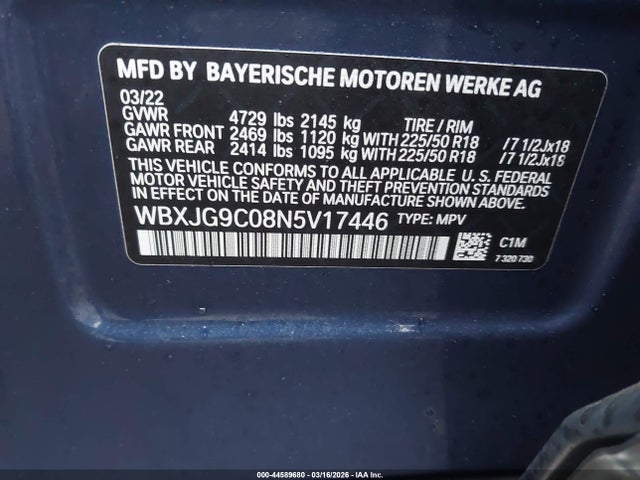 MFD BY BAYERISCHE MOTOREN WERKE AG
03/22
GVWR 4729 lbs 2145 kg TIRE / RIM
GAWR FRONT 2469 lbs 1120 kg WITH 225/50 R18 /7 1/2Jx18
GAWR REAR 2414 lbs 1095 kg WITH 225/50 R18 /7 1/2Jx18
THIS VEHICLE CONFORMS TO ALL APPLICABLE U. S. FEDERAL
MOTOR VEHICLE SAFETY AND THEFT PREVENTION STANDARDS
IN EFFECT ON THE DATE OF MANUFACTURE SHOWN ABOVE.
WBXJG9C08N5V17446 TYPE: MPV
C1M
7 320 730
000-44589680 - 03/16/2026 - IAA Inc.